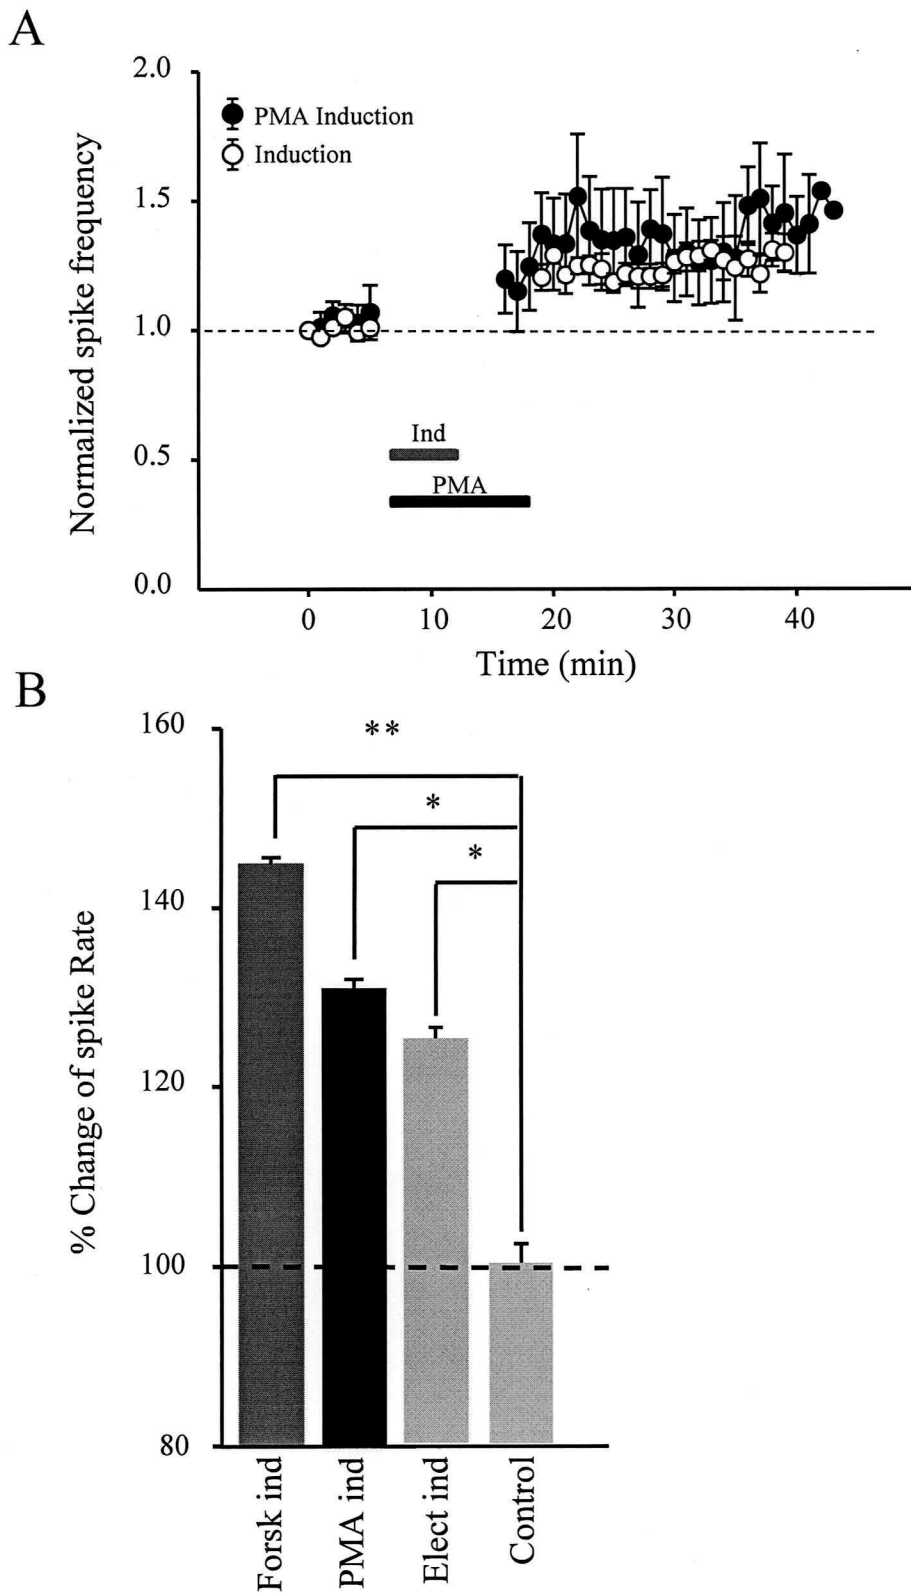 A
2.0
PMA Induction
Induction
1.5
1.0
Ind
0.5
PMA
0.0
0 10 20 30 40
Time (min)
Normalized spike frequency
B
160
**
*
*
140
120
100
80
% Change of spike Rate
Forsk ind
PMA ind
Elect ind
Control